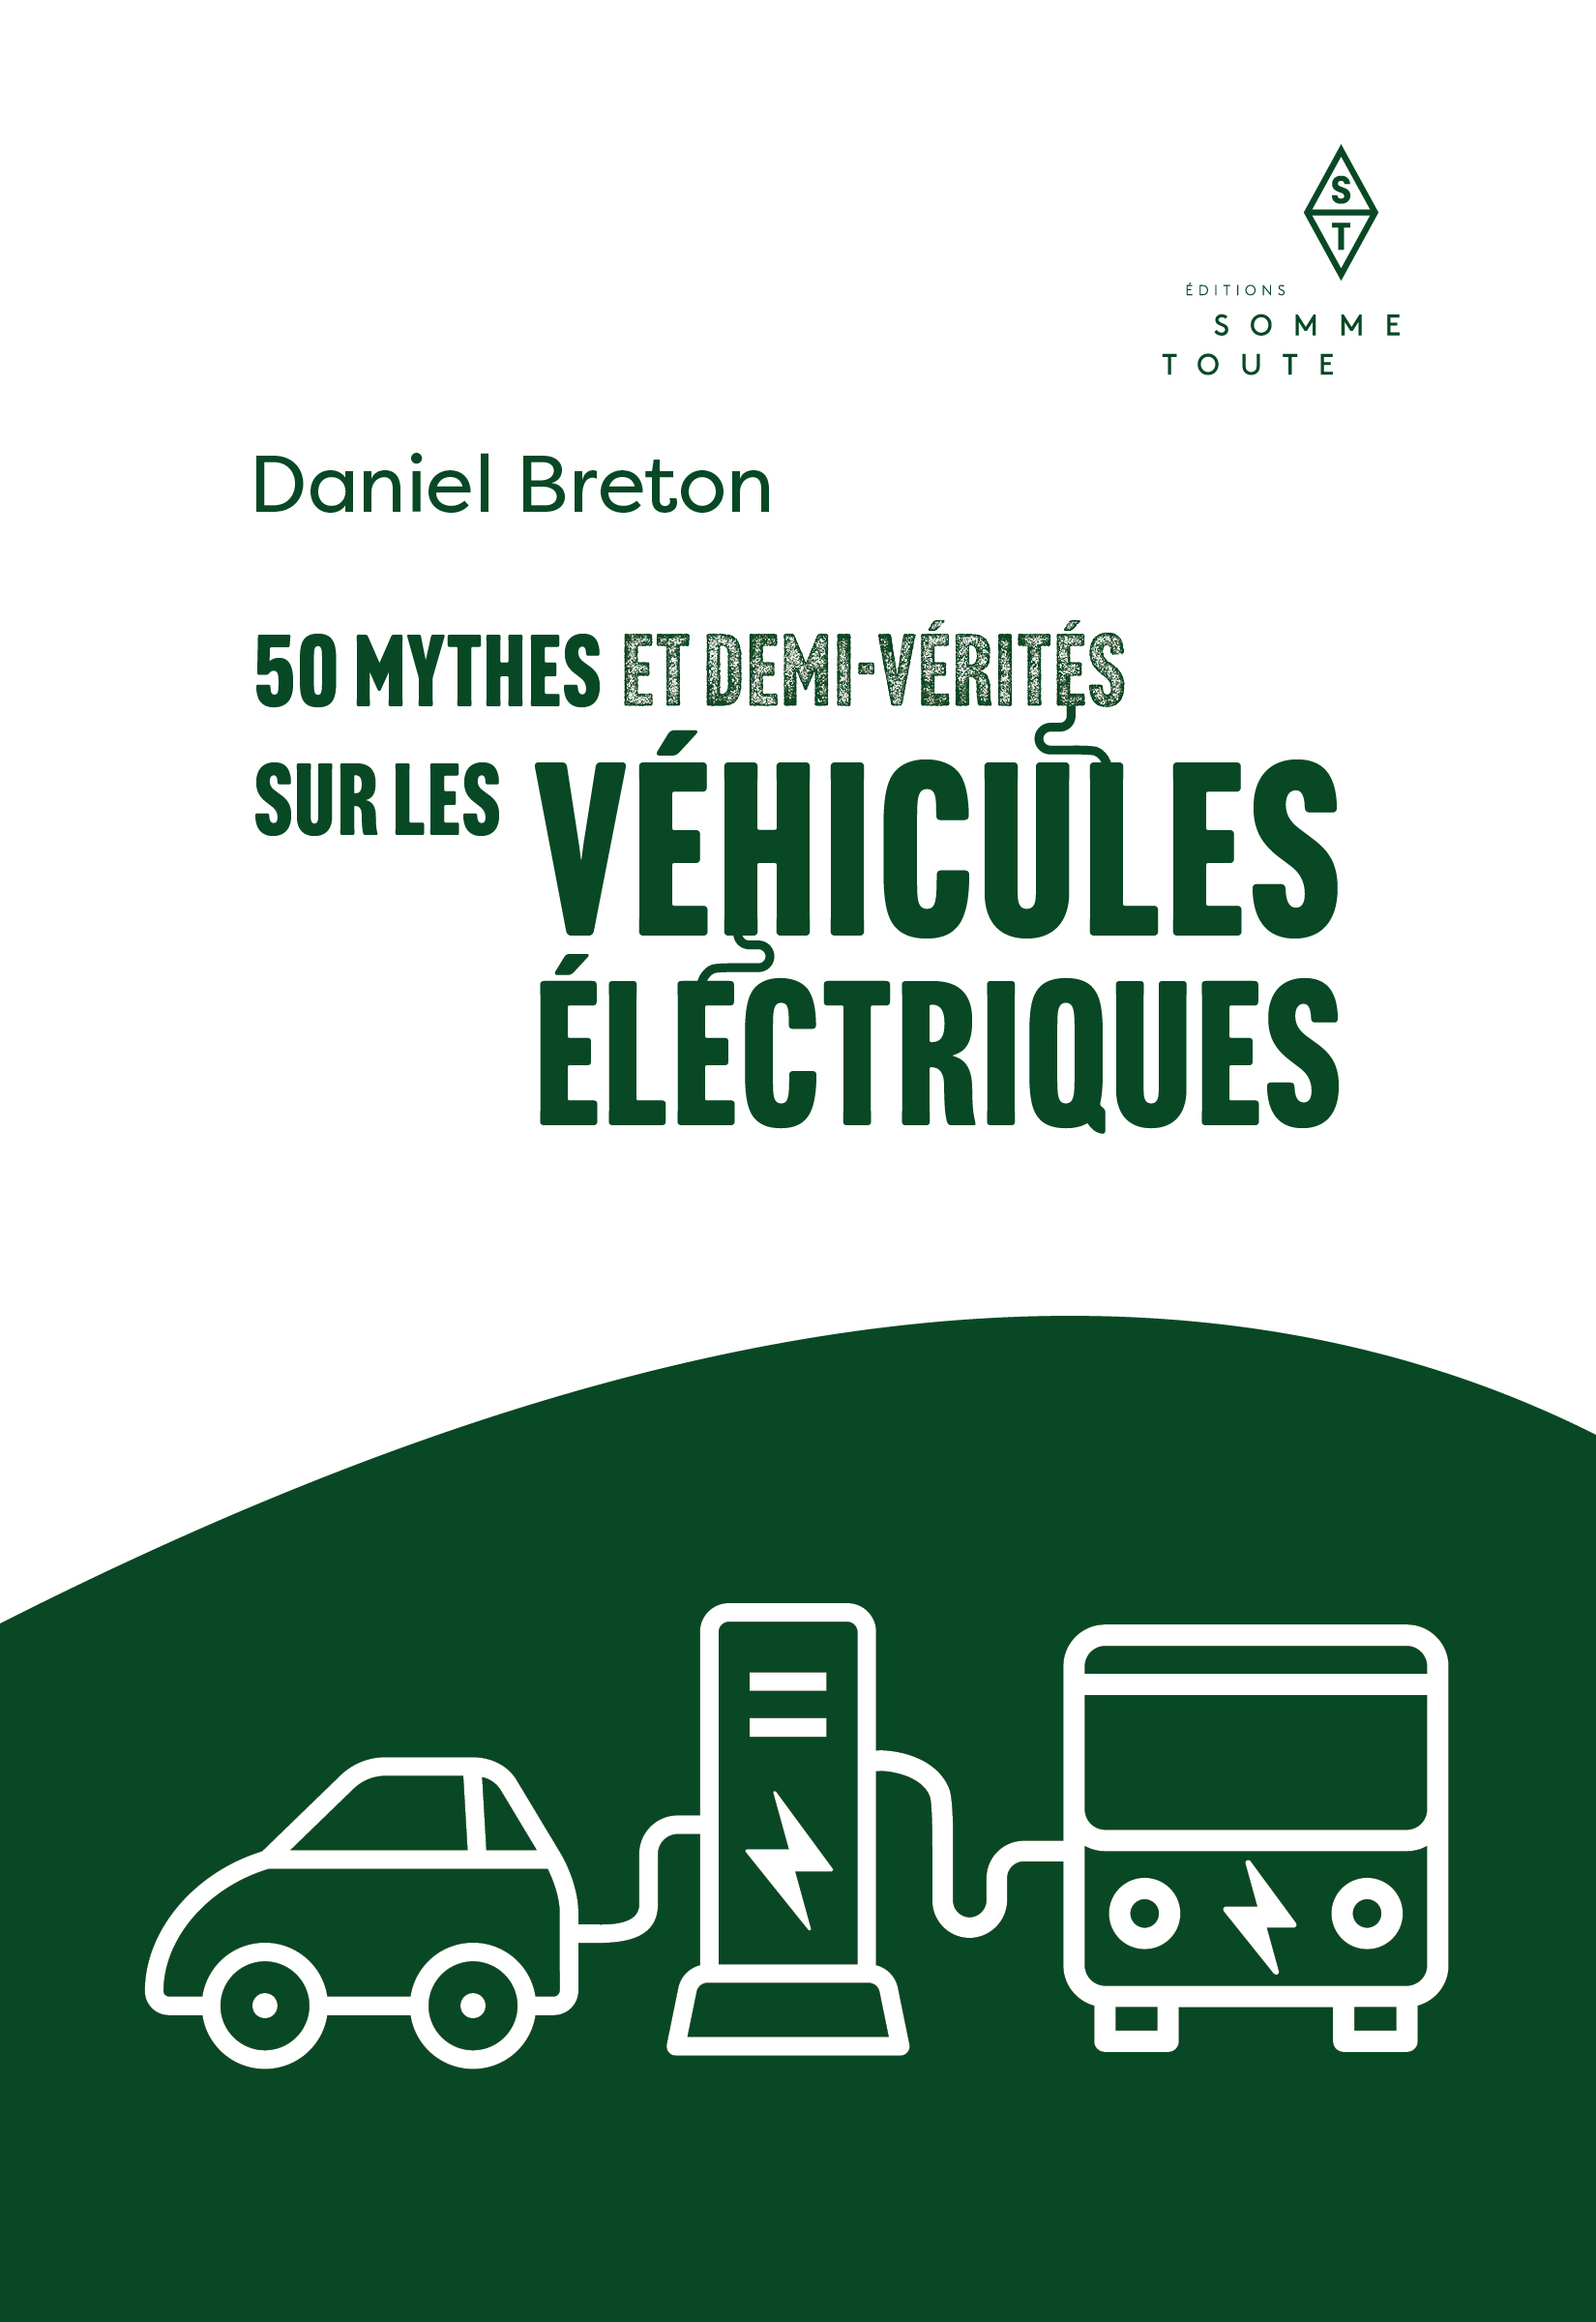 S
T
ÉDITIONS
SOMME
TOUTE
Daniel Breton
50 MYTHES ET DEMI-VÉRITÉS
SUR LES VÉHICULES
ÉLECTRIQUES